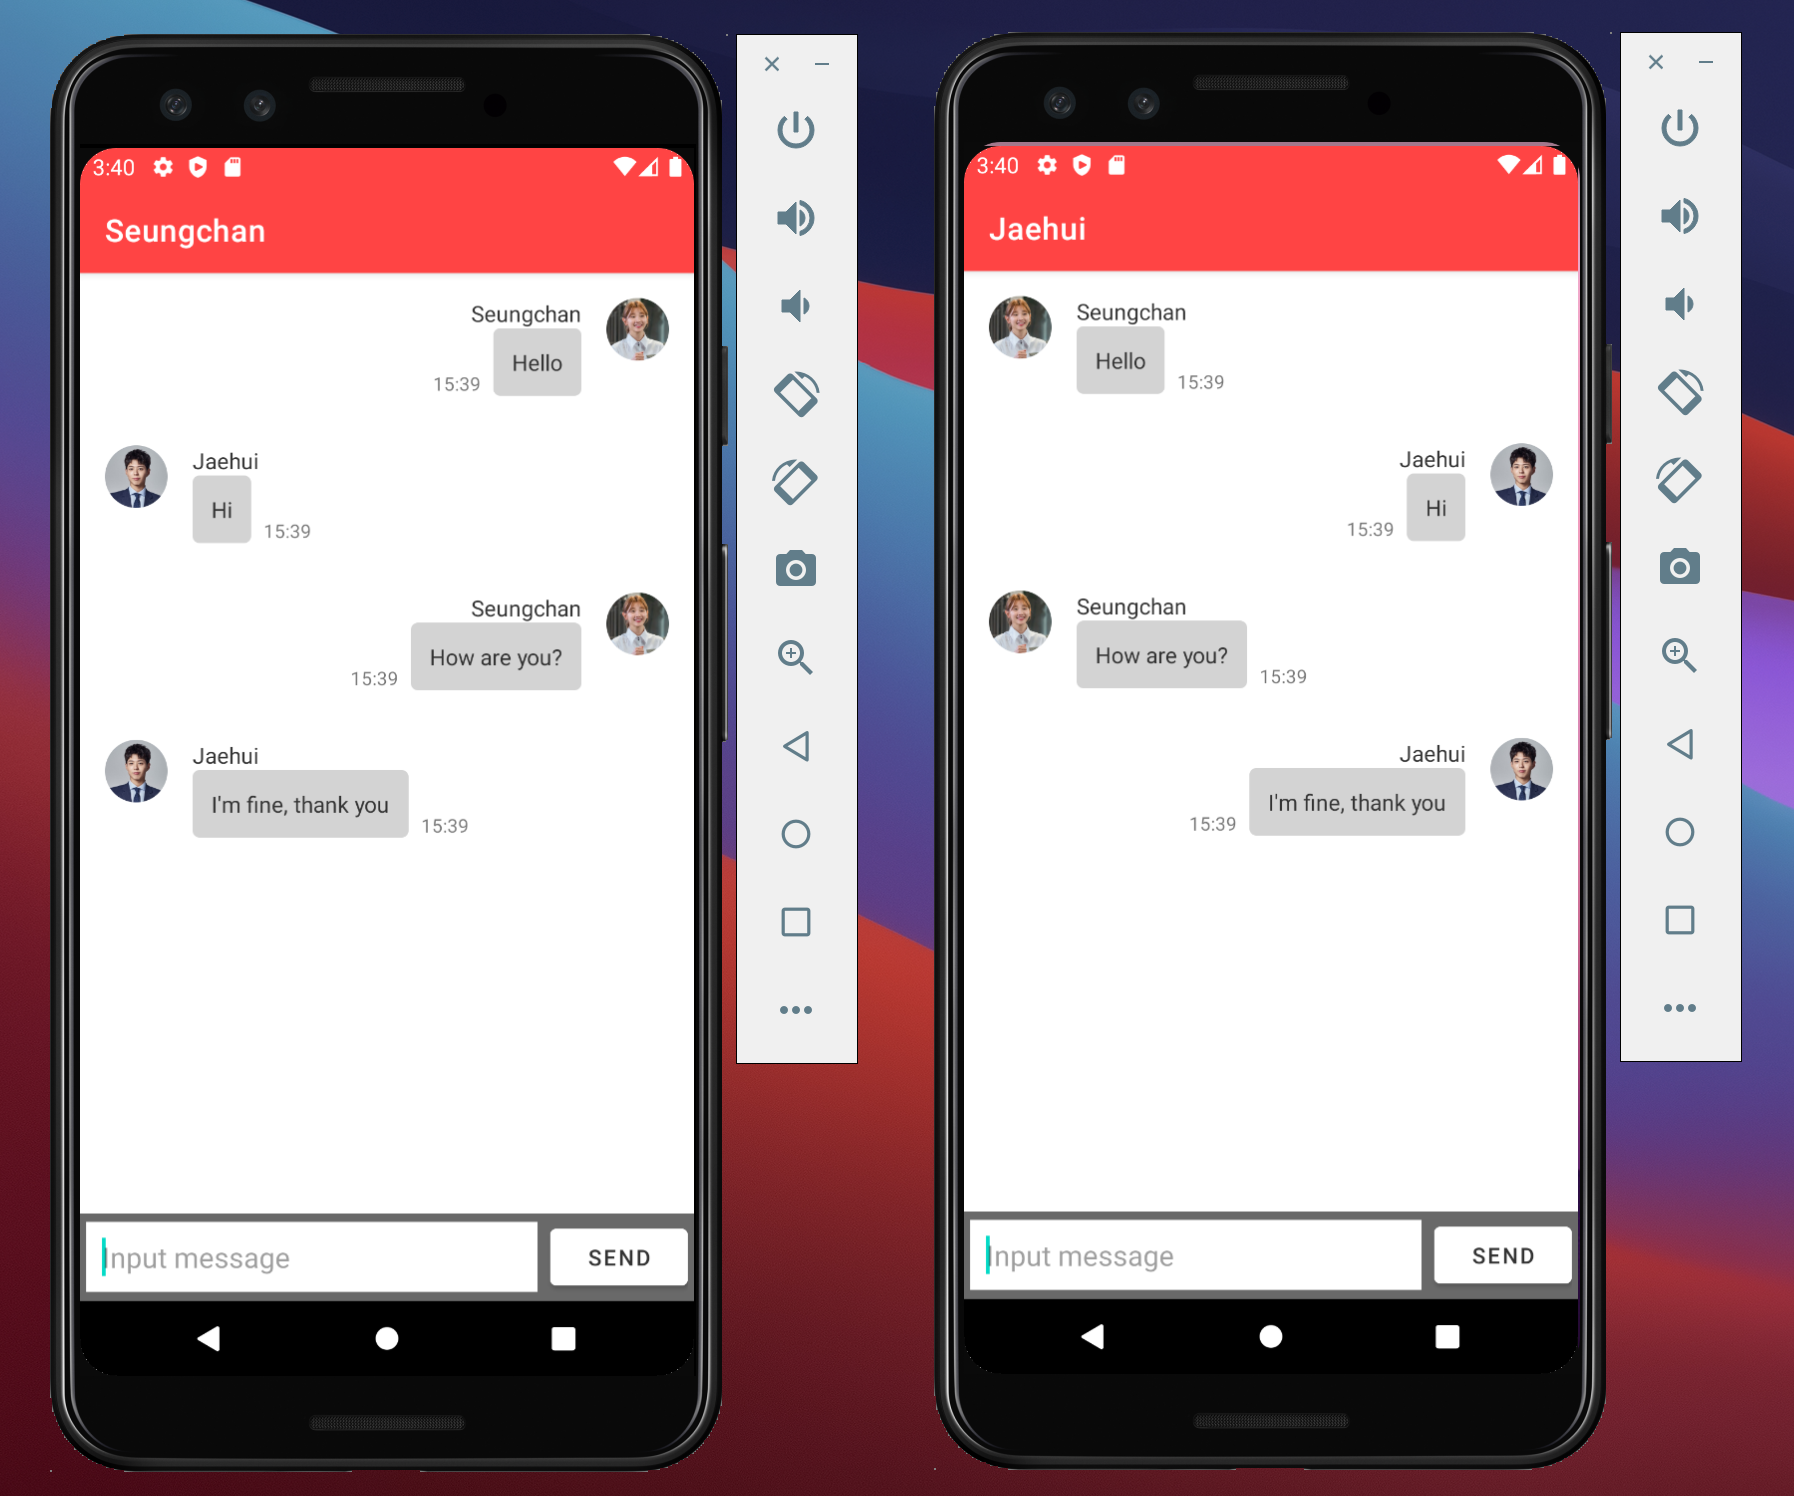 3:40
Seungchan
Seungchan
Hello
15:39
Jaehui
Hi
15:39
Seungchan
How are you?
15:39
Jaehui
I'm fine, thank you
15:39
Input message
SEND
3:40
Jaehui
Seungchan
Hello
15:39
Jaehui
Hi
15:39
Seungchan
How are you?
15:39
Jaehui
I'm fine, thank you
15:39
Input message
SEND